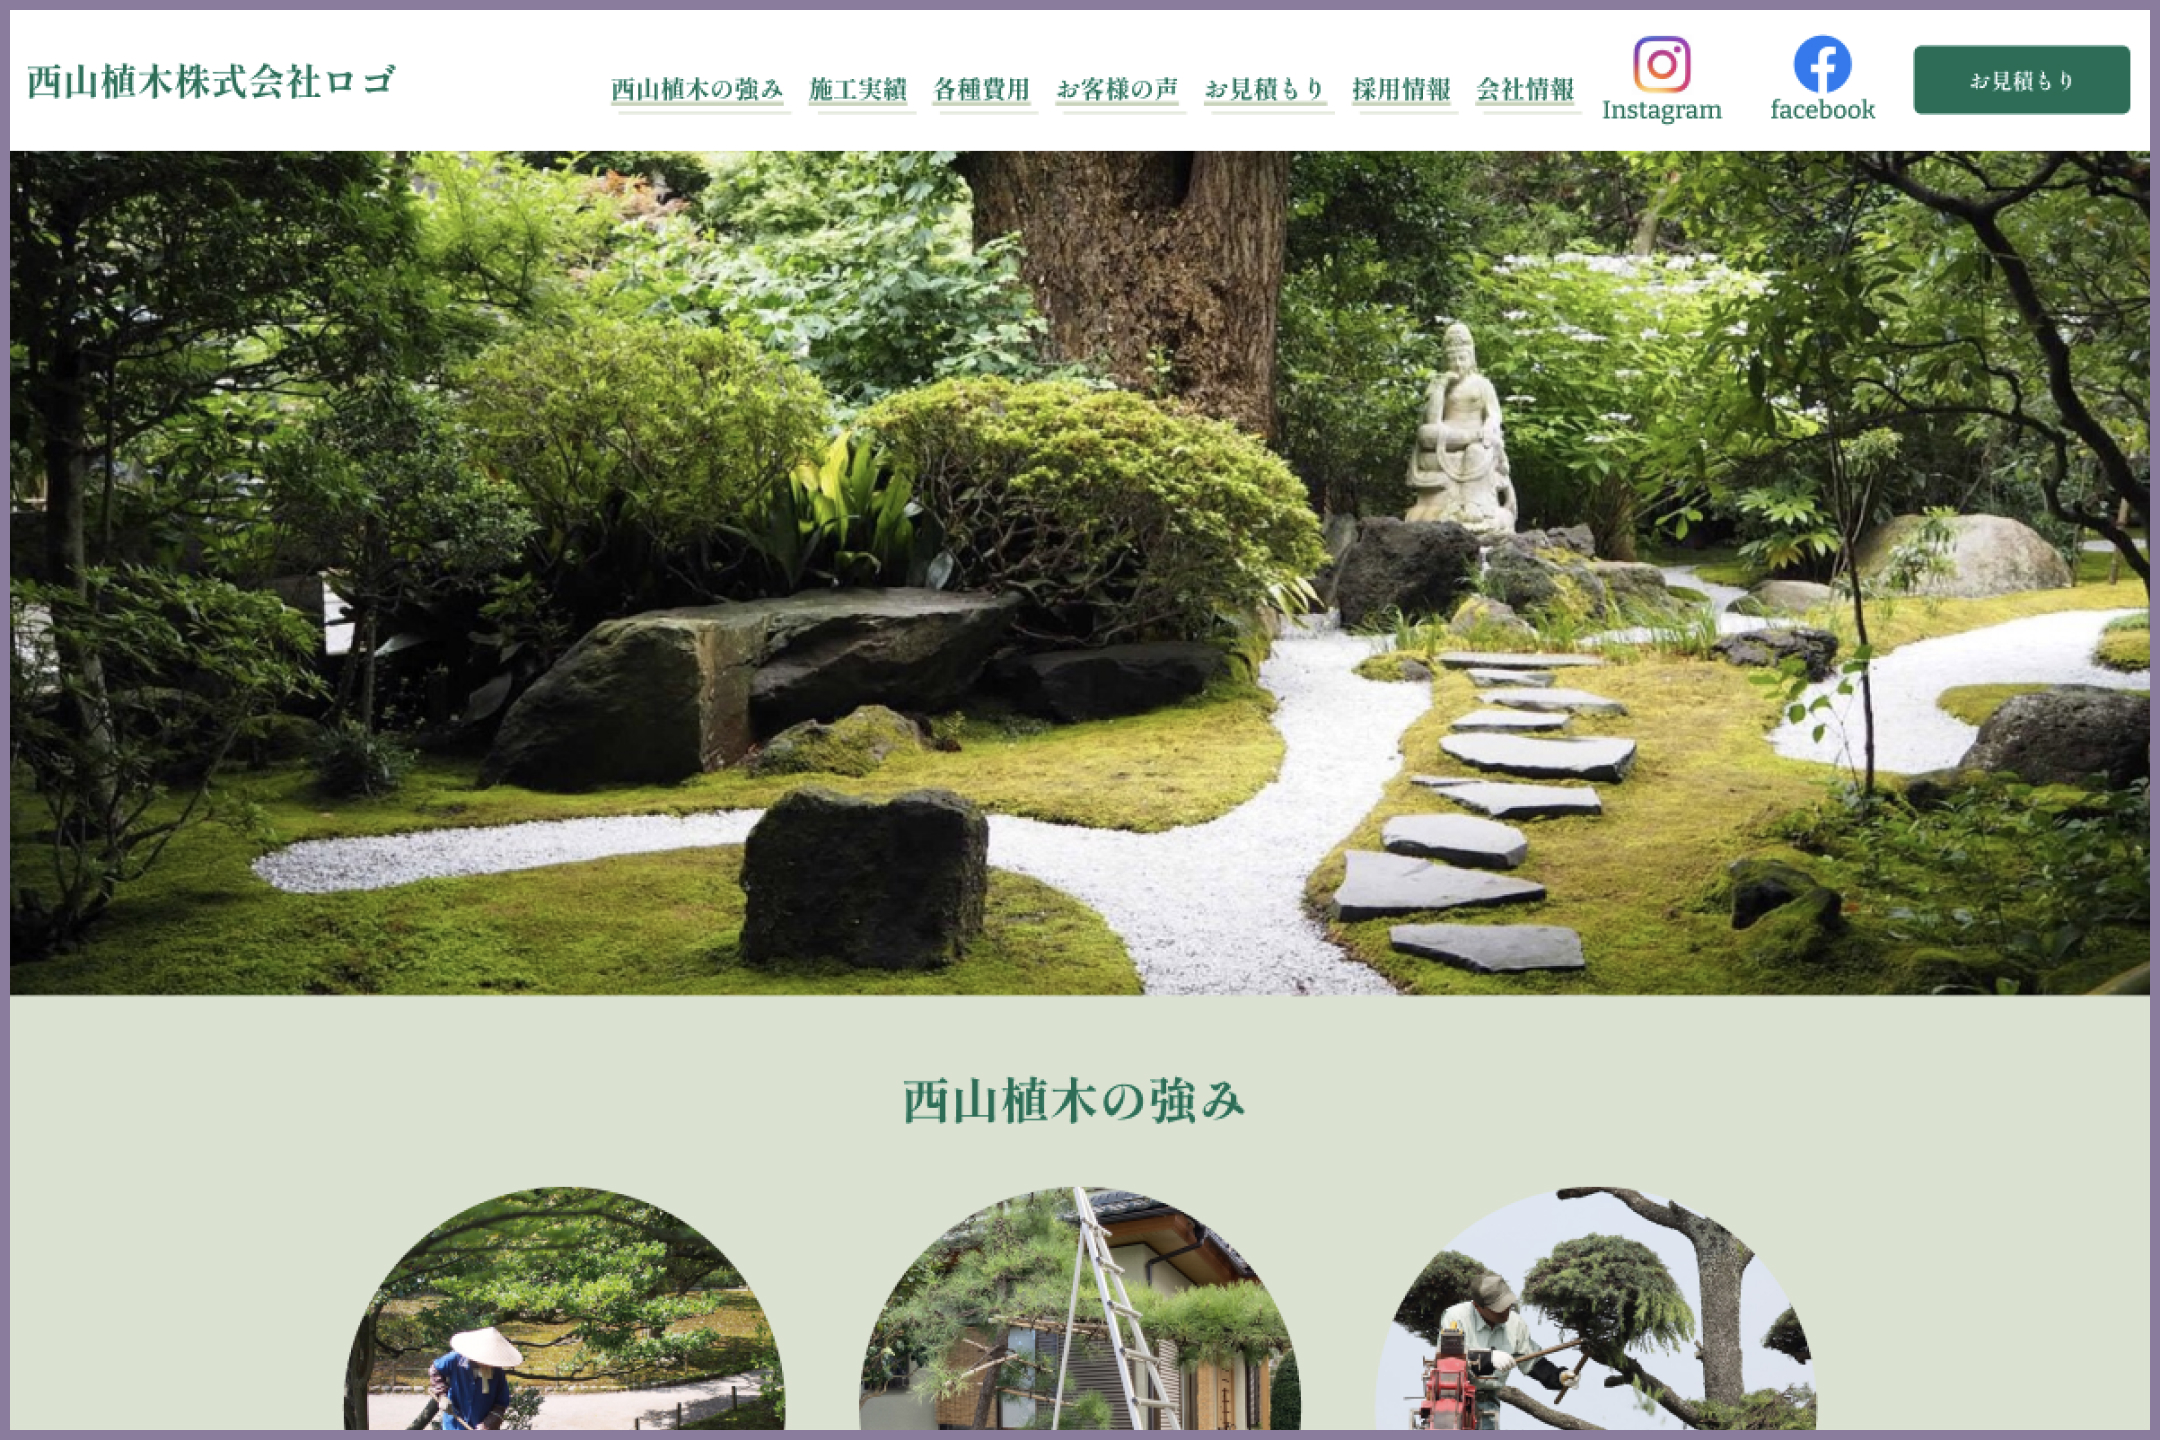 西山植木株式会社ロゴ
西山植木の強み 施工実績 各種費用 お客様の声 お見積もり 採用情報 会社情報
Instagram
facebook
お見積もり
西山植木の強み